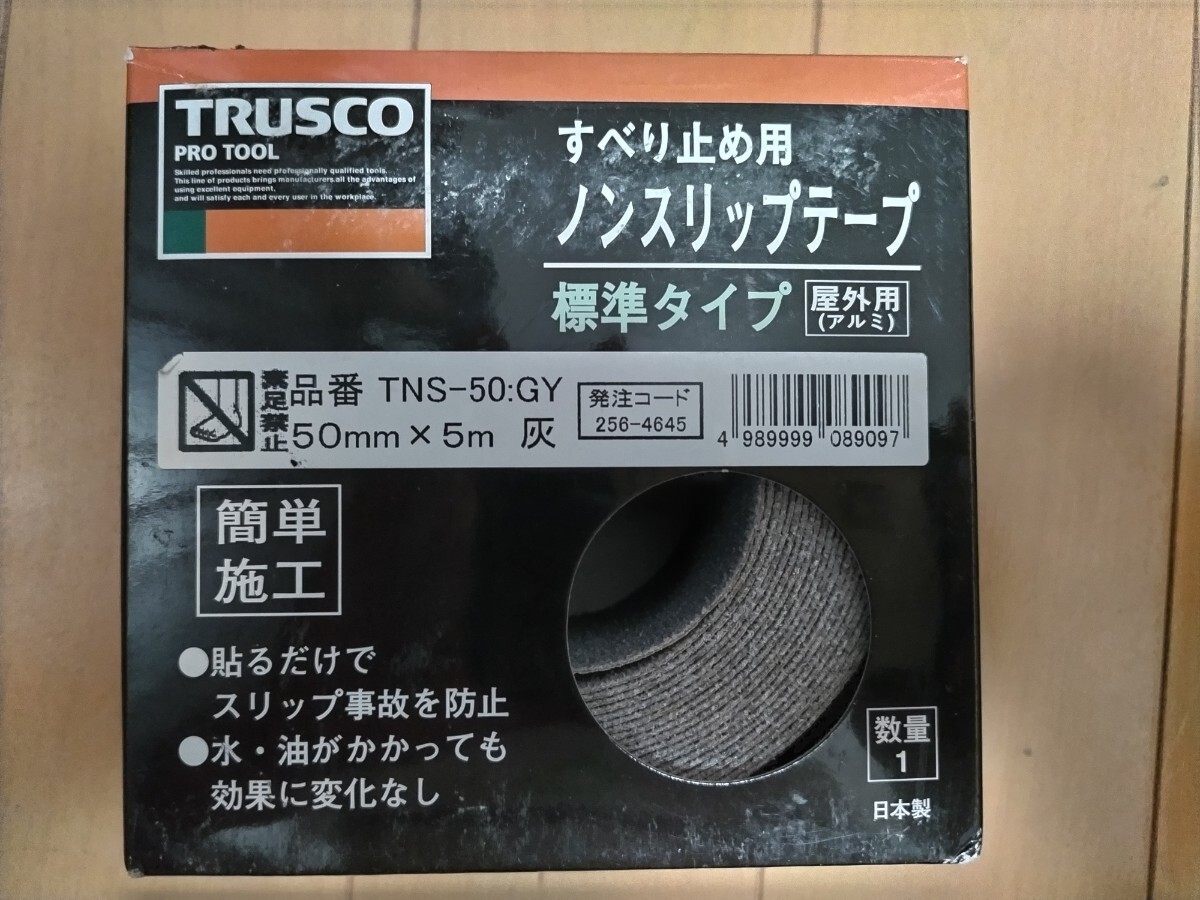 TRUSCO
PRO TOOL
Skilled professionals need professionally qualified tools...
This line of products brings manufacturers all the advantages of
using excellent equipment,
and will satisfy each and every user in the workplace.
すべり止め用
ノンスリップテープ
標準タイプ
屋外用
(アルミ)
素足禁止
品番 TNS-50:GY
50mm×5m 灰
発注コード
256-4645
4 989999 089097
簡単
施工
●貼るだけで
スリップ事故を防止
●水・油がかかっても
効果に変化なし
数量
1
日本製